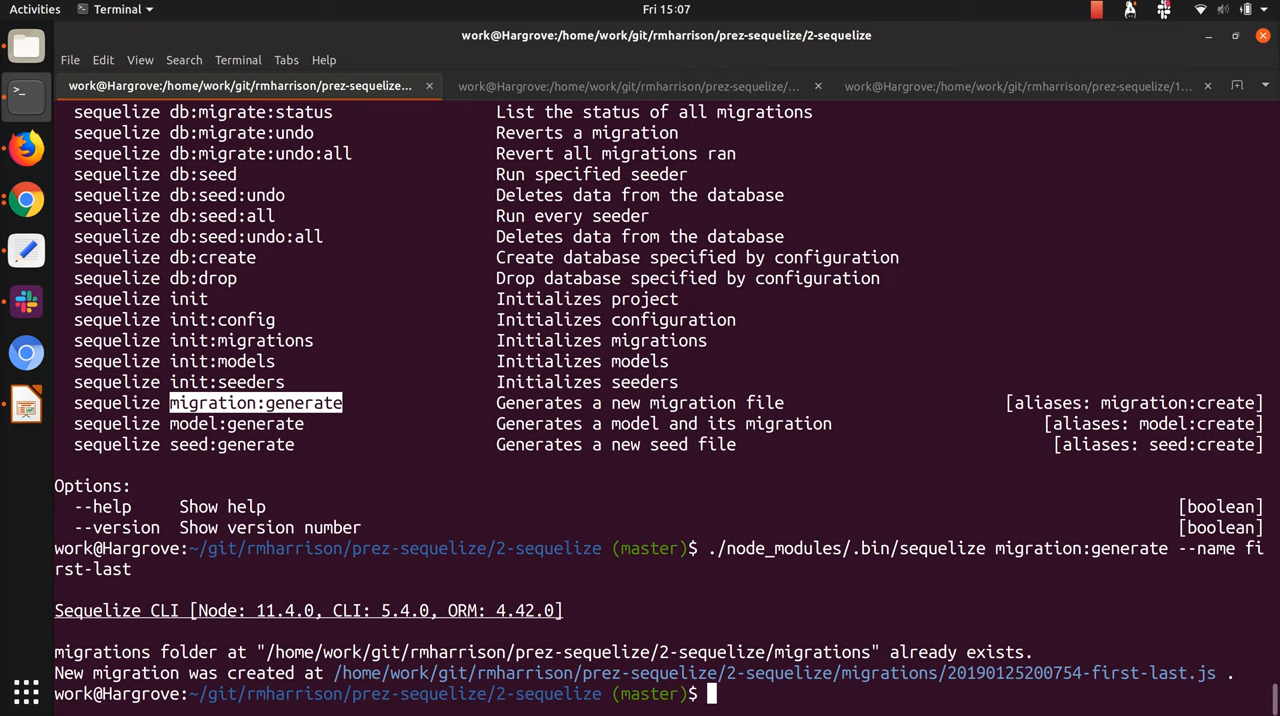 Activities Terminal Fri 15:07
work@Hargrove:/home/work/git/rmharrison/prez-sequelize/2-sequelize
File Edit View Search Terminal Tabs Help
work@Hargrove:/home/work/git/rmharrison/prez-sequelize... work@Hargrove:/home/work/git/rmharrison/prez-sequelize/... work@Hargrove:/home/work/git/rmharrison/prez-sequelize/1...
sequelize db:migrate:status List the status of all migrations
sequelize db:migrate:undo Reverts a migration
sequelize db:migrate:undo:all Revert all migrations ran
sequelize db:seed Run specified seeder
sequelize db:seed:undo Deletes data from the database
sequelize db:seed:all Run every seeder
sequelize db:seed:undo:all Deletes data from the database
sequelize db:create Create database specified by configuration
sequelize db:drop Drop database specified by configuration
sequelize init Initializes project
sequelize init:config Initializes configuration
sequelize init:migrations Initializes migrations
sequelize init:models Initializes models
sequelize init:seeders Initializes seeders
sequelize migration:generate Generates a new migration file [aliases: migration:create]
sequelize model:generate Generates a model and its migration [aliases: model:create]
sequelize seed:generate Generates a new seed file [aliases: seed:create]
Options:
--help Show help [boolean]
--version Show version number [boolean]
work@Hargrove:~/git/rmharrison/prez-sequelize/2-sequelize (master)$ ./node_modules/.bin/sequelize migration:generate --name fi
rst-last
Sequelize CLI [Node: 11.4.0, CLI: 5.4.0, ORM: 4.42.0]
migrations folder at "/home/work/git/rmharrison/prez-sequelize/2-sequelize/migrations" already exists.
New migration was created at /home/work/git/rmharrison/prez-sequelize/2-sequelize/migrations/20190125200754-first-last.js .
work@Hargrove:~/git/rmharrison/prez-sequelize/2-sequelize (master)$